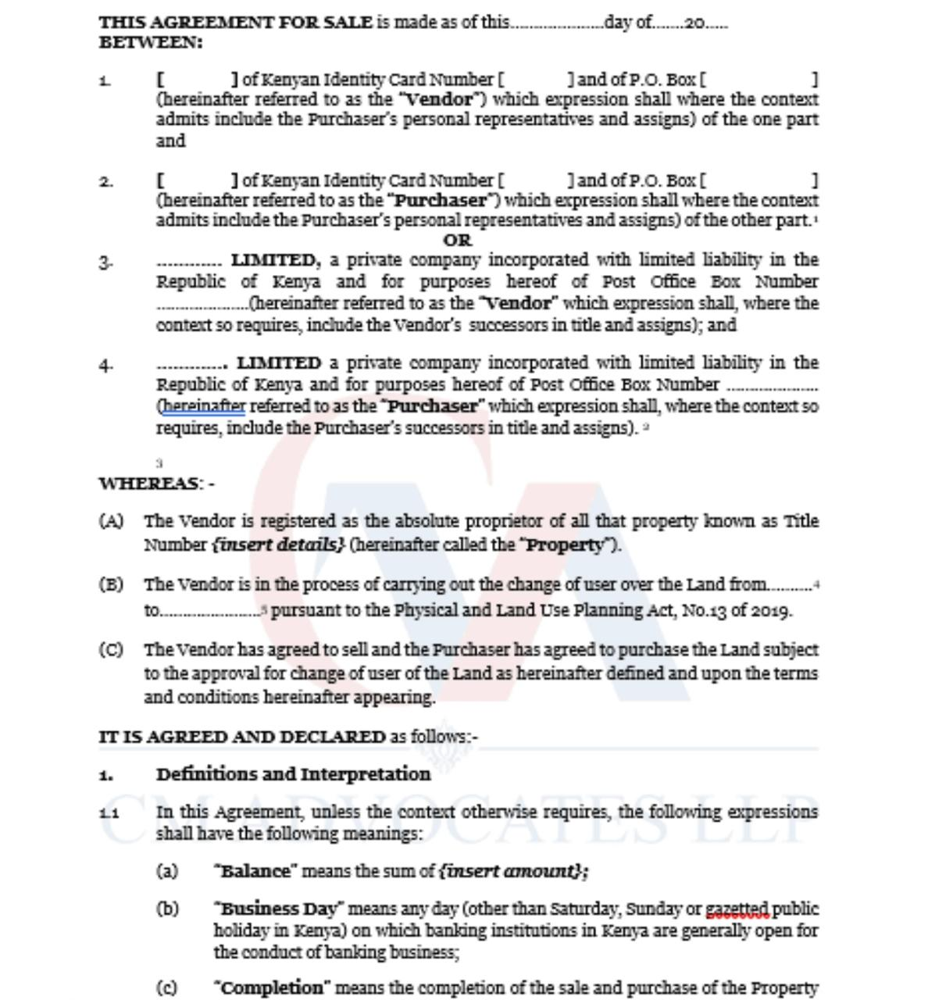 THIS AGREEMENT FOR SALE is made as of this.....................day of.......20.....
BETWEEN:
1. [ ] of Kenyan Identity Card Number [ ] and of P.O. Box [ ]
(hereinafter referred to as the "Vendor") which expression shall where the context
admits include the Purchaser's personal representatives and assigns) of the one part
and
2. [ ] of Kenyan Identity Card Number [ ] and of P.O. Box [ ]
(hereinafter referred to as the "Purchaser") which expression shall where the context
admits include the Purchaser's personal representatives and assigns) of the other part.¹
OR
3. .............. LIMITED, a private company incorporated with limited liability in the
Republic of Kenya and for purposes hereof of Post Office Box Number
....................(hereinafter referred to as the "Vendor" which expression shall, where the
context so requires, include the Vendor's successors in title and assigns); and
4. ............... LIMITED a private company incorporated with limited liability in the
Republic of Kenya and for purposes hereof of Post Office Box Number ....................
(hereinafter referred to as the "Purchaser" which expression shall, where the context so
requires, include the Purchaser's successors in title and assigns). ²
3
WHEREAS: -
(A) The Vendor is registered as the absolute proprietor of all that property known as Title
Number {insert details} (hereinafter called the "Property").
(B) The Vendor is in the process of carrying out the change of user over the Land from..........⁴
to......................⁵ pursuant to the Physical and Land Use Planning Act, No.13 of 2019.
(C) The Vendor has agreed to sell and the Purchaser has agreed to purchase the Land subject
to the approval for change of user of the Land as hereinafter defined and upon the terms
and conditions hereinafter appearing.
IT IS AGREED AND DECLARED as follows:-
1. Definitions and Interpretation
CM ADVOCATES LLP
1.1 In this Agreement, unless the context otherwise requires, the following expressions
shall have the following meanings:
(a) "Balance" means the sum of {insert amount};
(b) "Business Day" means any day (other than Saturday, Sunday or gazetted public
holiday in Kenya) on which banking institutions in Kenya are generally open for
the conduct of banking business;
(c) "Completion" means the completion of the sale and purchase of the Property